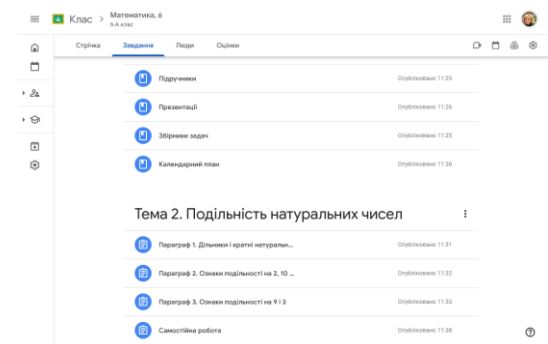 Клас > Математика, 6
6-А клас
Стрічка Завдання Люди Оцінки
Підручники Опубліковано 11:25
Презентації Опубліковано 11:26
Збірники задач Опубліковано 11:25
Календарний план Опубліковано 11:26
Тема 2. Подільність натуральних чисел
Параграф 1. Дільники і кратні натуральн... Опубліковано 11:31
Параграф 2. Ознаки подільності на 2, 10 ... Опубліковано 11:32
Параграф 3. Ознаки подільності на 9 і 3 Опубліковано 11:33
Самостійна робота Опубліковано 11:38